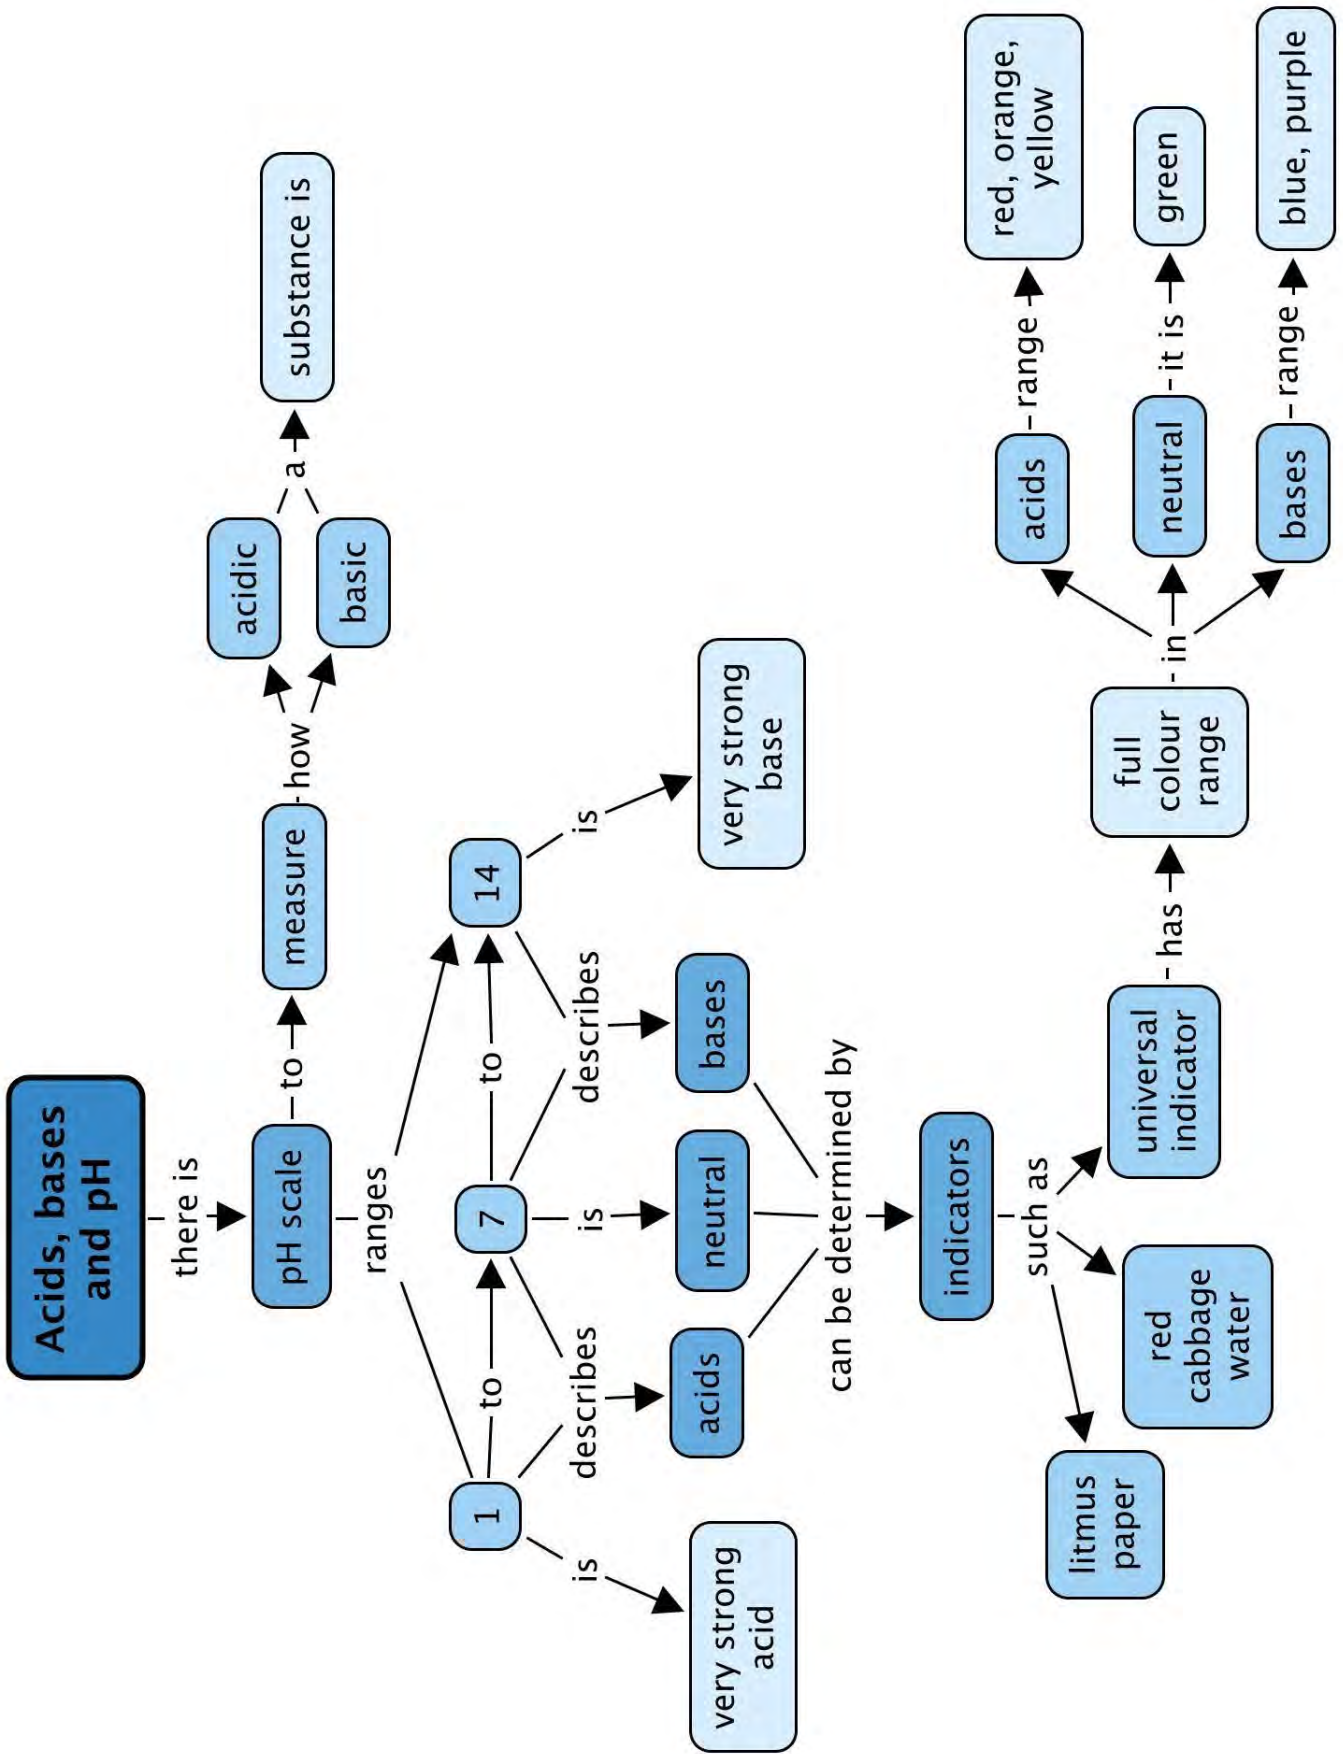 Acids, bases
and pH
there is
pH scale
to
measure
how
acidic
basic
a
substance is
ranges
1
to
7
to
14
is
very strong
acid
describes
acids
is
neutral
describes
bases
is
very strong
base
can be determined by
indicators
such as
litmus
paper
red
cabbage
water
universal
indicator
has
full
colour
range
in
acids
range
red, orange,
yellow
neutral
it is
green
bases
range
blue, purple